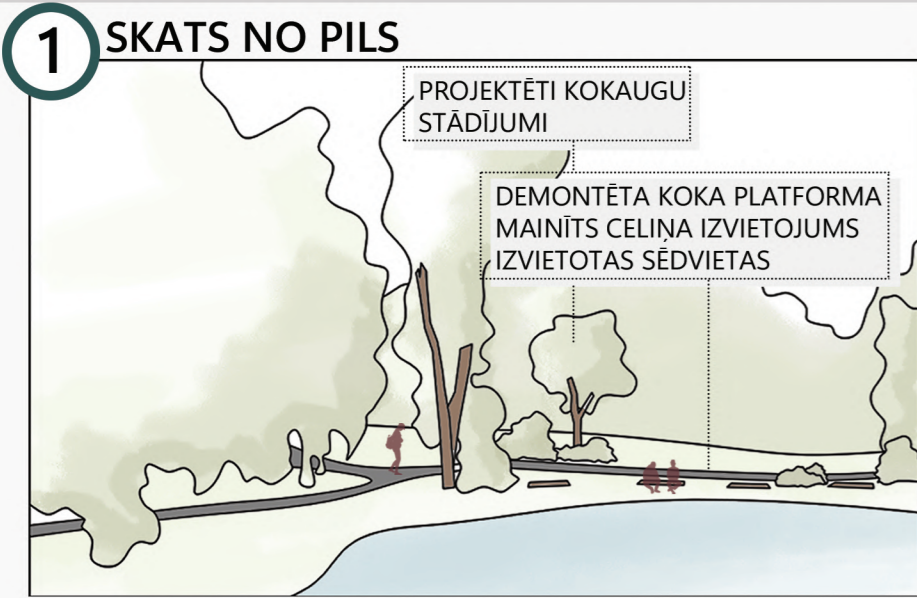 1 SKATS NO PILS
PROJEKTĒTI KOKAUGU
STĀDĪJUMI
DEMONTĒTA KOKA PLATFORMA
MAINĪTS CELIŅA IZVIETOJUMS
IZVIETOTAS SĒDVIETAS